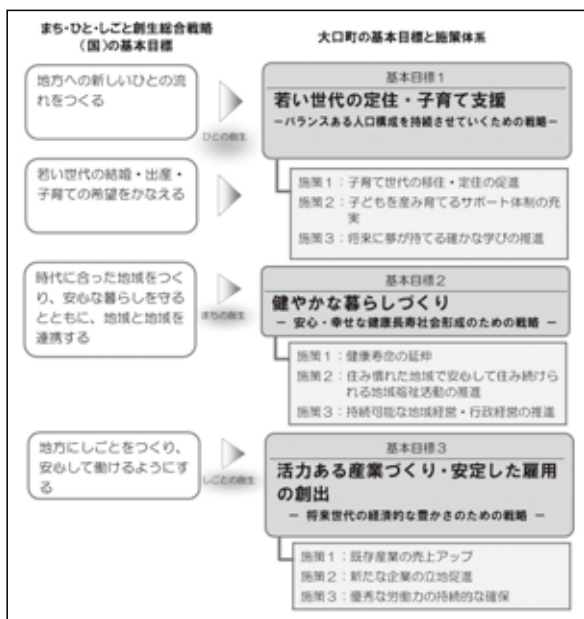 まち・ひと・しごと創生総合戦略
（国）の基本目標
大口町の基本目標と施策体系
地方への新しいひとの流
れをつくる
ひとの創生
基本目標1
若い世代の定住・子育て支援
－バランスある人口構成を持続させていくための戦略－
若い世代の結婚・出産・
子育ての希望をかなえる
施策1：子育て世代の移住・定住の促進
施策2：子どもを産み育てるサポート体制の充
実
施策3：将来に夢が持てる確かな学びの推進
時代に合った地域をつく
り、安心な暮らしを守る
とともに、地域と地域を
連携する
まちの創生
基本目標2
健やかな暮らしづくり
－ 安心・幸せな健康長寿社会形成のための戦略 －
施策1：健康寿命の延伸
施策2：住み慣れた地域で安心して住み続けら
れる地域福祉活動の推進
施策3：持続可能な地域経営・行政経営の推進
地方にしごとをつくり、
安心して働けるようにす
る
しごとの創生
基本目標3
活力ある産業づくり・安定した雇用
の創出
－ 将来世代の経済的な豊かさのための戦略 －
施策1：既存産業の売上アップ
施策2：新たな企業の立地促進
施策3：優秀な労働力の持続的な確保